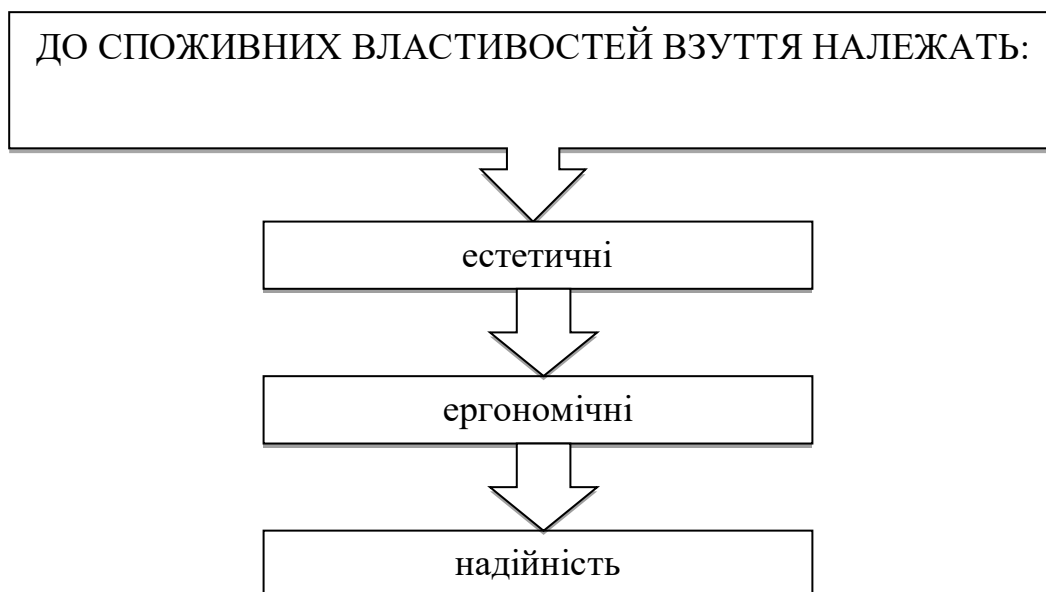 ДО СПОЖИВНИХ ВЛАСТИВОСТЕЙ ВЗУТТЯ НАЛЕЖАТЬ:
естетичні
ергономічні
надійність